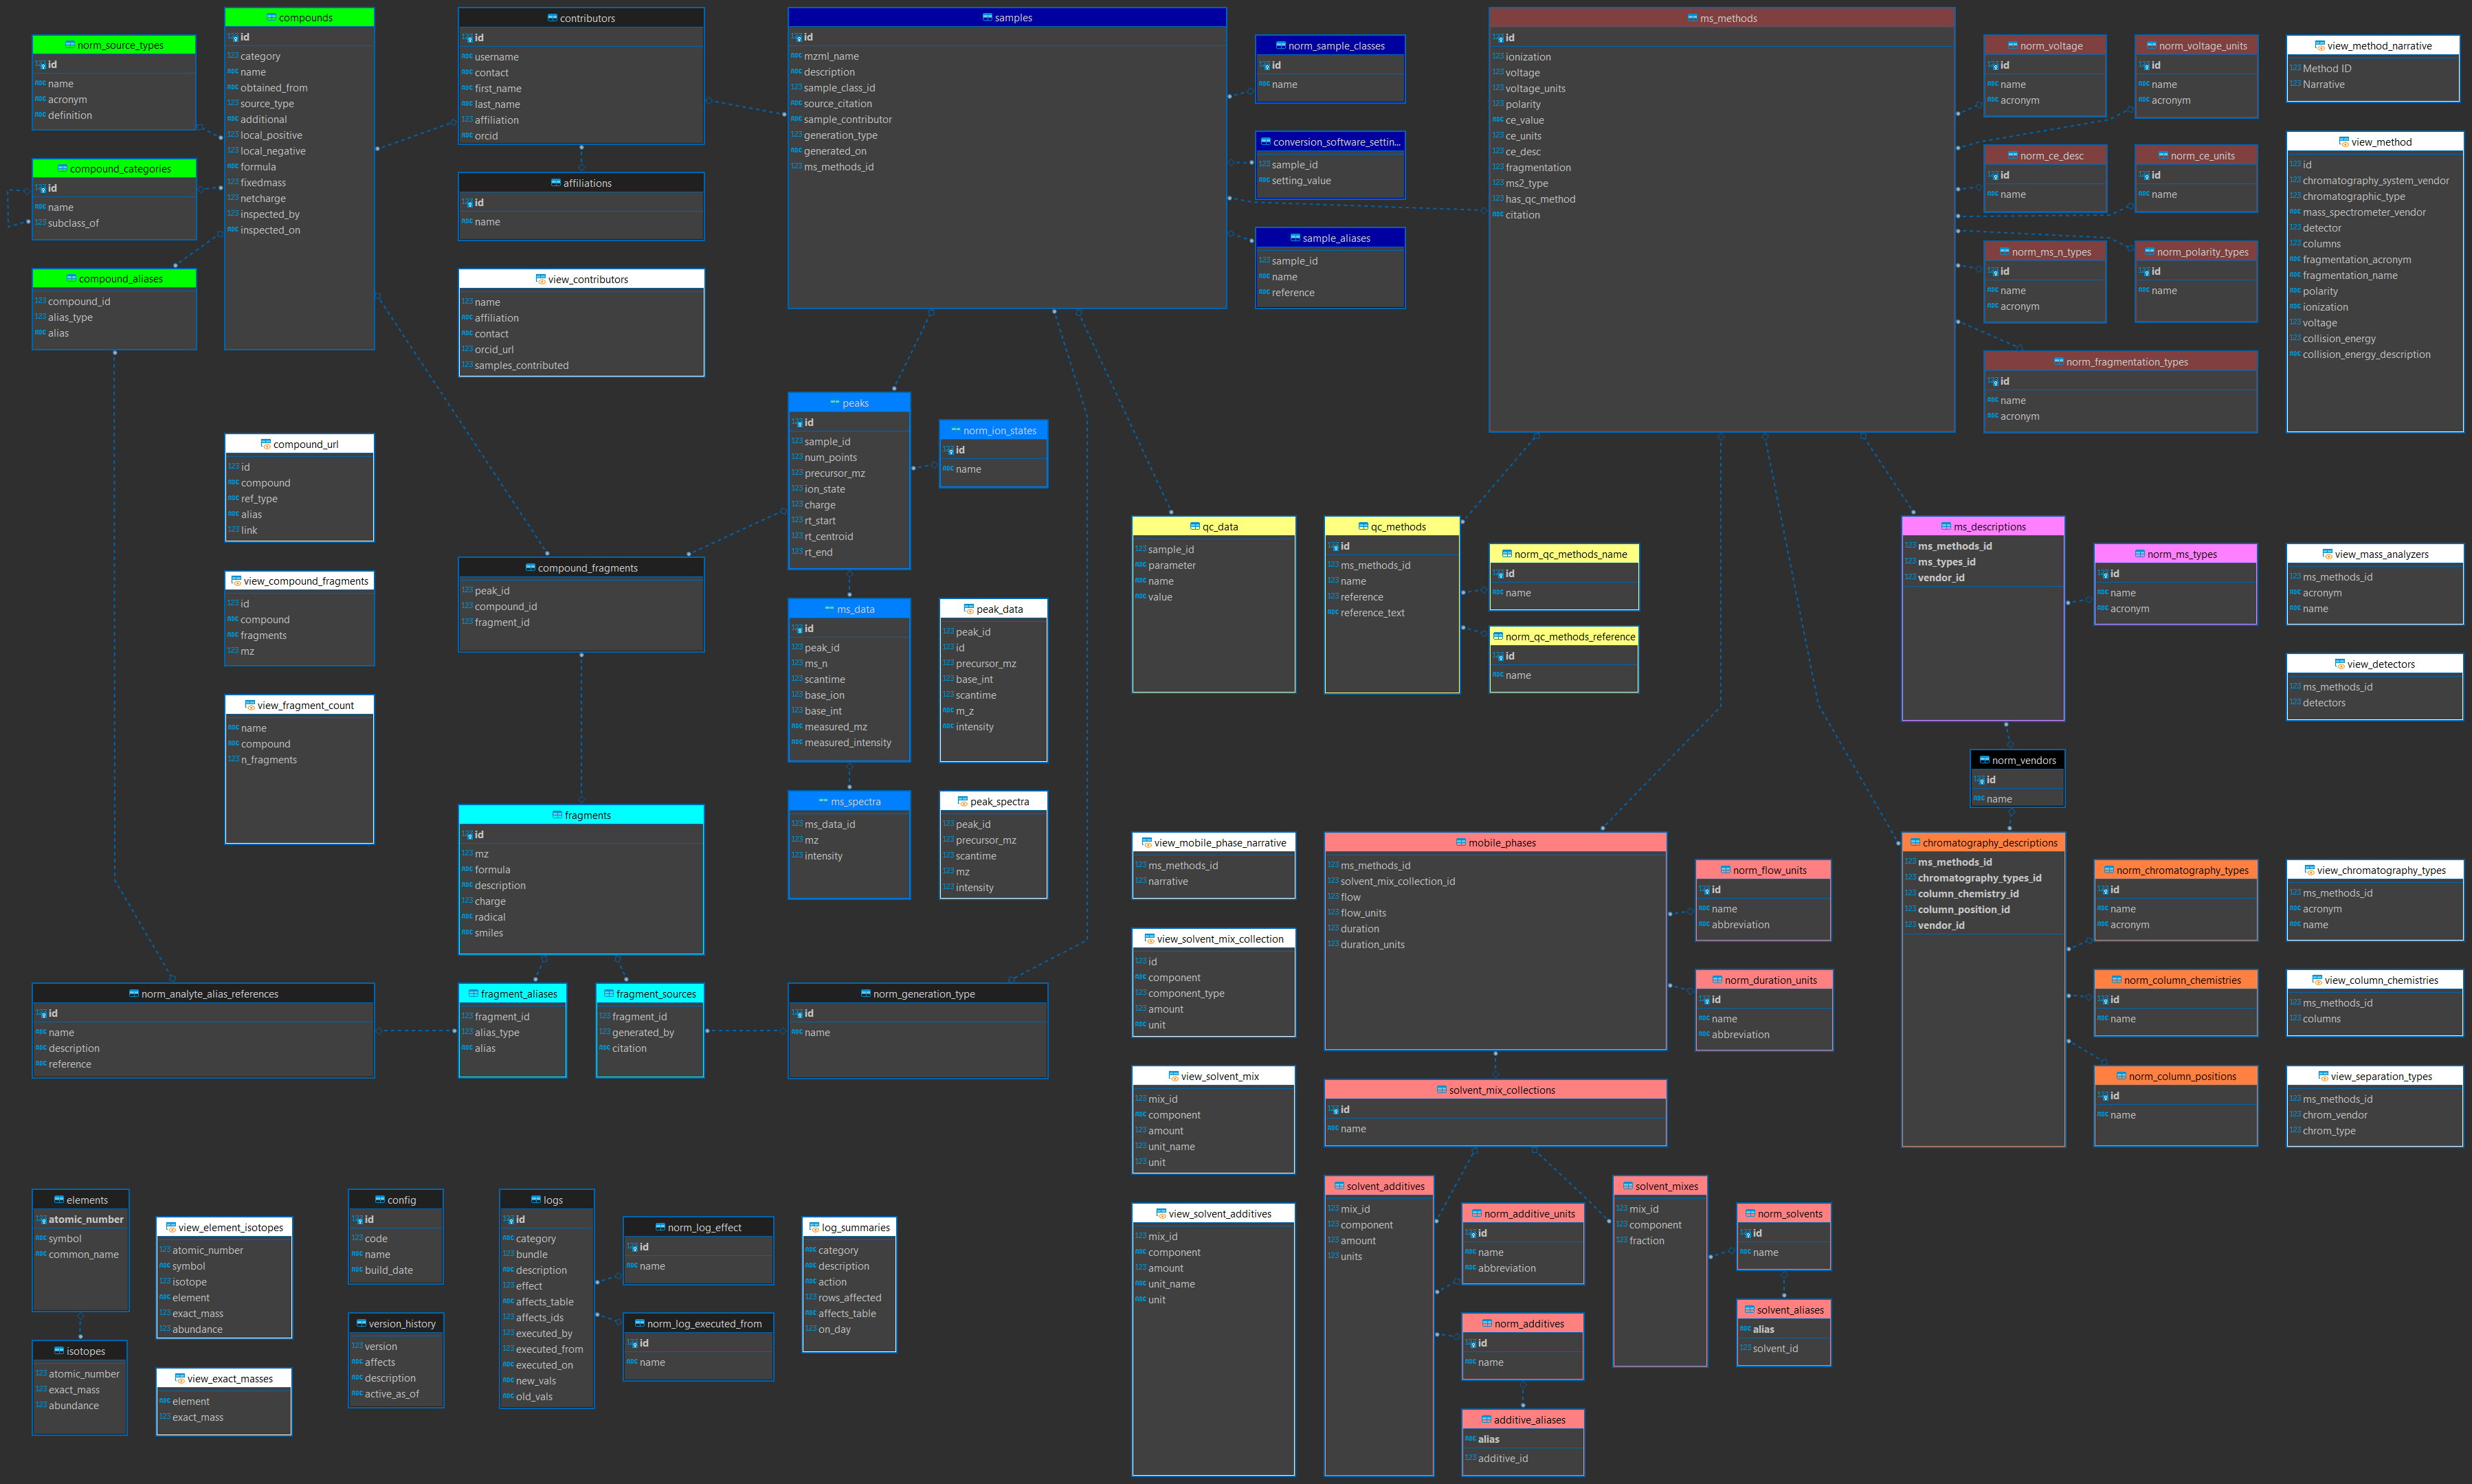 compounds
id
category
name
obtained_from
source_type
additional
local_positive
local_negative
formula
fixedmass
netcharge
inspected_by
inspected_on
norm_source_types
id
name
acronym
definition
compound_categories
id
name
subclass_of
compound_aliases
compound_id
alias_type
alias
contributors
id
username
contact
first_name
last_name
affiliation
orcid
affiliations
id
name
view_contributors
name
affiliation
contact
orcid_url
samples_contributed
samples
id
mzml_name
description
sample_class_id
source_citation
sample_contributor
generation_type
generated_on
ms_methods_id
norm_sample_classes
id
name
conversion_software_settin...
sample_id
setting_value
sample_aliases
sample_id
name
reference
ms_methods
id
ionization
voltage
voltage_units
polarity
ce_value
ce_units
ce_desc
fragmentation
ms2_type
has_qc_method
citation
norm_voltage
id
name
acronym
norm_voltage_units
id
name
acronym
norm_ce_desc
id
name
norm_ce_units
id
name
norm_ms_n_types
id
name
acronym
norm_polarity_types
id
name
norm_fragmentation_types
id
name
acronym
view_method_narrative
Method ID
Narrative
view_method
id
chromatography_system_vendor
chromatographic_type
mass_spectrometer_vendor
detector
columns
fragmentation_acronym
fragmentation_name
polarity
ionization
voltage
collision_energy
collision_energy_description
compound_url
id
compound
ref_type
alias
link
view_compound_fragments
id
compound
fragments
mz
view_fragment_count
name
compound
n_fragments
compound_fragments
peak_id
compound_id
fragment_id
peaks
id
sample_id
num_points
precursor_mz
ion_state
charge
rt_start
rt_centroid
rt_end
norm_ion_states
id
name
ms_data
id
peak_id
ms_n
scantime
base_ion
base_int
measured_mz
measured_intensity
peak_data
peak_id
id
precursor_mz
base_int
scantime
m_z
intensity
ms_spectra
ms_data_id
mz
intensity
peak_spectra
peak_id
precursor_mz
scantime
mz
intensity
qc_data
sample_id
parameter
name
value
qc_methods
id
ms_methods_id
name
reference
reference_text
norm_qc_methods_name
id
name
norm_qc_methods_reference
id
name
ms_descriptions
ms_methods_id
ms_types_id
vendor_id
norm_ms_types
id
name
acronym
view_mass_analyzers
ms_methods_id
acronym
name
view_detectors
ms_methods_id
detectors
norm_vendors
id
name
fragments
id
mz
formula
description
charge
radical
smiles
norm_analyte_alias_references
id
name
description
reference
fragment_aliases
fragment_id
alias_type
alias
fragment_sources
fragment_id
generated_by
citation
norm_generation_type
id
name
view_mobile_phase_narrative
ms_methods_id
narrative
view_solvent_mix_collection
id
component
component_type
amount
unit
view_solvent_mix
mix_id
component
amount
unit_name
unit
view_solvent_additives
mix_id
component
amount
unit_name
unit
mobile_phases
ms_methods_id
solvent_mix_collection_id
flow
flow_units
duration
duration_units
norm_flow_units
id
name
abbreviation
norm_duration_units
id
name
abbreviation
solvent_mix_collections
id
name
solvent_additives
mix_id
component
amount
units
norm_additive_units
id
name
abbreviation
norm_additives
id
name
additive_aliases
alias
additive_id
solvent_mixes
mix_id
component
fraction
norm_solvents
id
name
solvent_aliases
alias
solvent_id
chromatography_descriptions
ms_methods_id
chromatography_types_id
column_chemistry_id
column_position_id
vendor_id
norm_chromatography_types
id
name
acronym
norm_column_chemistries
id
name
norm_column_positions
id
name
view_chromatography_types
ms_methods_id
acronym
name
view_column_chemistries
ms_methods_id
columns
view_separation_types
ms_methods_id
chrom_vendor
chrom_type
elements
atomic_number
symbol
common_name
isotopes
atomic_number
exact_mass
abundance
view_element_isotopes
atomic_number
symbol
isotope
element
exact_mass
abundance
view_exact_masses
element
exact_mass
config
id
code
name
build_date
version_history
version
affects
description
active_as_of
logs
id
category
bundle
description
effect
affects_table
affects_ids
executed_by
executed_from
executed_on
new_vals
old_vals
norm_log_effect
id
name
norm_log_executed_from
id
name
log_summaries
category
description
action
rows_affected
affects_table
on_day